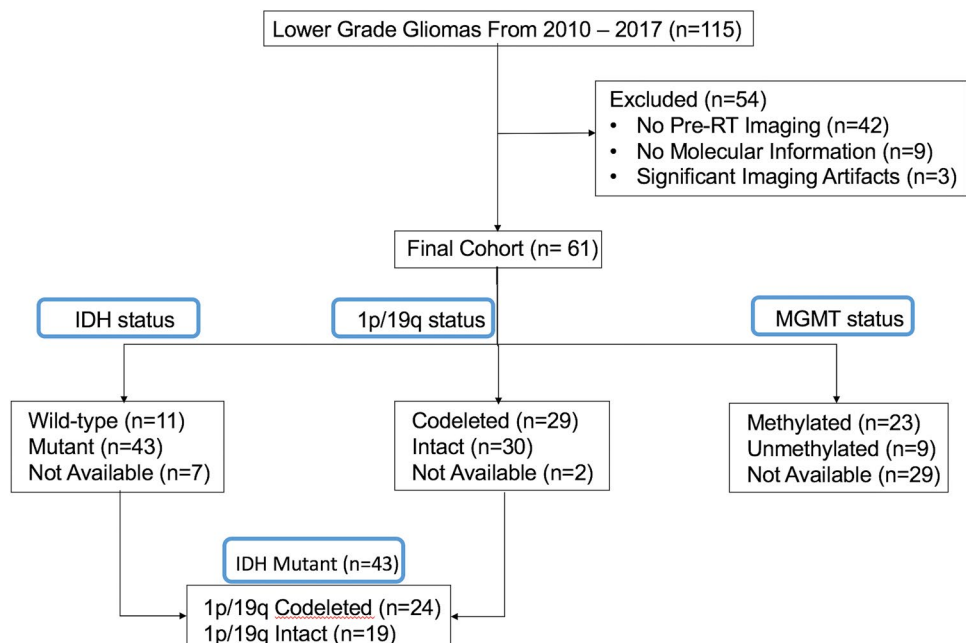 Lower Grade Gliomas From 2010 – 2017 (n=115)
Excluded (n=54)
• No Pre-RT Imaging (n=42)
• No Molecular Information (n=9)
• Significant Imaging Artifacts (n=3)
Final Cohort (n= 61)
IDH status
1p/19q status
MGMT status
Wild-type (n=11)
Mutant (n=43)
Not Available (n=7)
Codeleted (n=29)
Intact (n=30)
Not Available (n=2)
Methylated (n=23)
Unmethylated (n=9)
Not Available (n=29)
IDH Mutant (n=43)
1p/19q Codeleted (n=24)
1p/19q Intact (n=19)